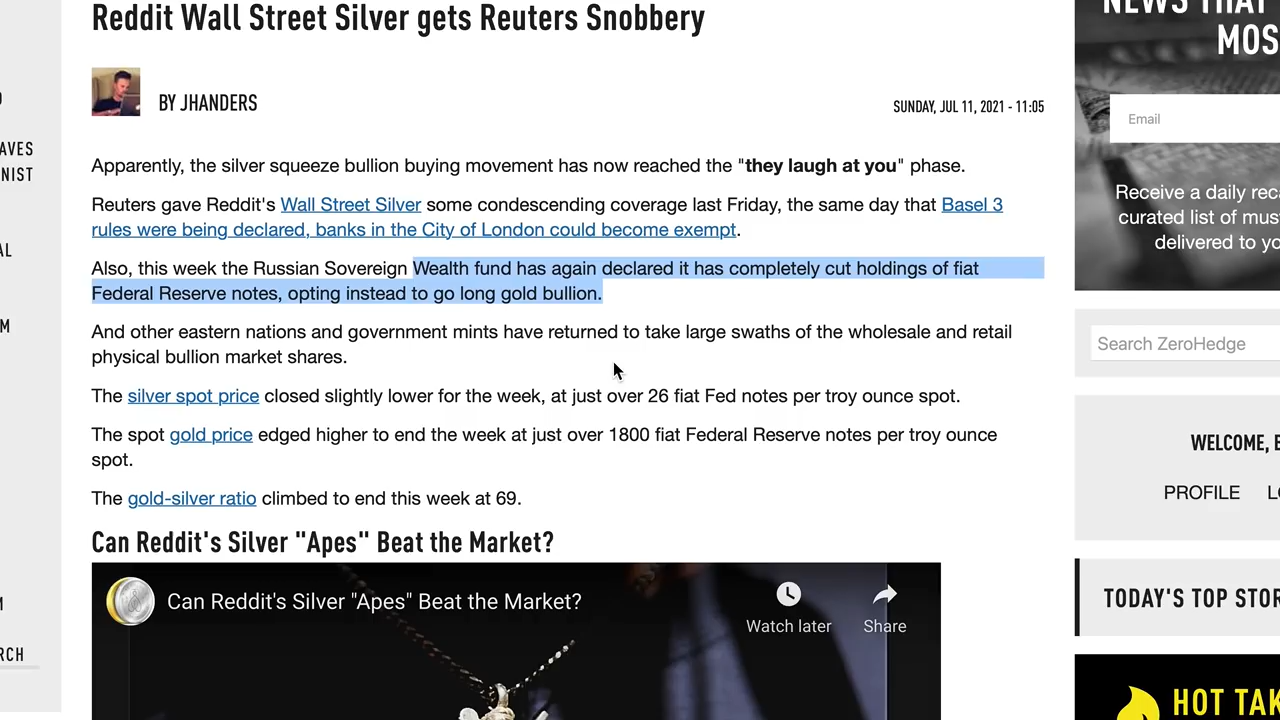 Reddit Wall Street Silver gets Reuters Snobbery
BY JHANDERS
SUNDAY, JUL 11, 2021 - 11:05
Apparently, the silver squeeze bullion buying movement has now reached the "they laugh at you" phase.
Reuters gave Reddit's Wall Street Silver some condescending coverage last Friday, the same day that Basel 3
rules were being declared, banks in the City of London could become exempt.
Also, this week the Russian Sovereign Wealth fund has again declared it has completely cut holdings of fiat
Federal Reserve notes, opting instead to go long gold bullion.
And other eastern nations and government mints have returned to take large swaths of the wholesale and retail
physical bullion market shares.
The silver spot price closed slightly lower for the week, at just over 26 fiat Fed notes per troy ounce spot.
The spot gold price edged higher to end the week at just over 1800 fiat Federal Reserve notes per troy ounce
spot.
The gold-silver ratio climbed to end this week at 69.
Can Reddit's Silver "Apes" Beat the Market?
Can Reddit's Silver "Apes" Beat the Market?
Watch later
Share
AVES
NIST
AL
M
M
RCH
NEWS THAT
MOS
Email
Receive a daily rec
curated list of mus
delivered to yo
Search ZeroHedge
WELCOME, B
PROFILE LO
TODAY'S TOP STOR
HOT TAK